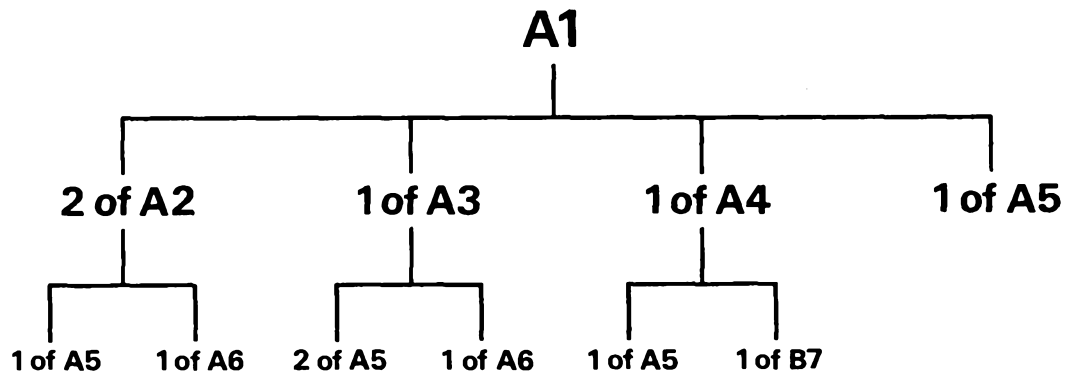 A1
2 of A2
1 of A3
1 of A4
1 of A5
1 of A5
1 of A6
2 of A5
1 of A6
1 of A5
1 of B7